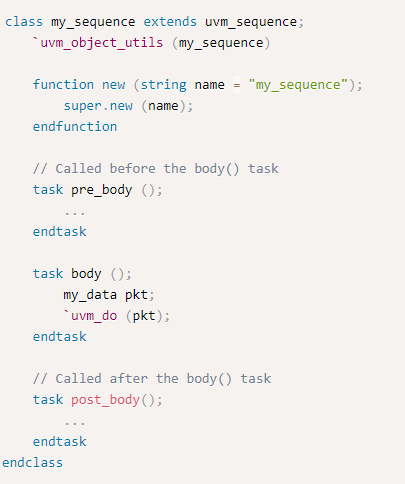 class my_sequence extends uvm_sequence;
`uvm_object_utils (my_sequence)
function new (string name = "my_sequence");
super.new (name);
endfunction
// Called before the body() task
task pre_body ();
...
endtask
task body ();
my_data pkt;
`uvm_do (pkt);
endtask
// Called after the body() task
task post_body();
...
endtask
endclass